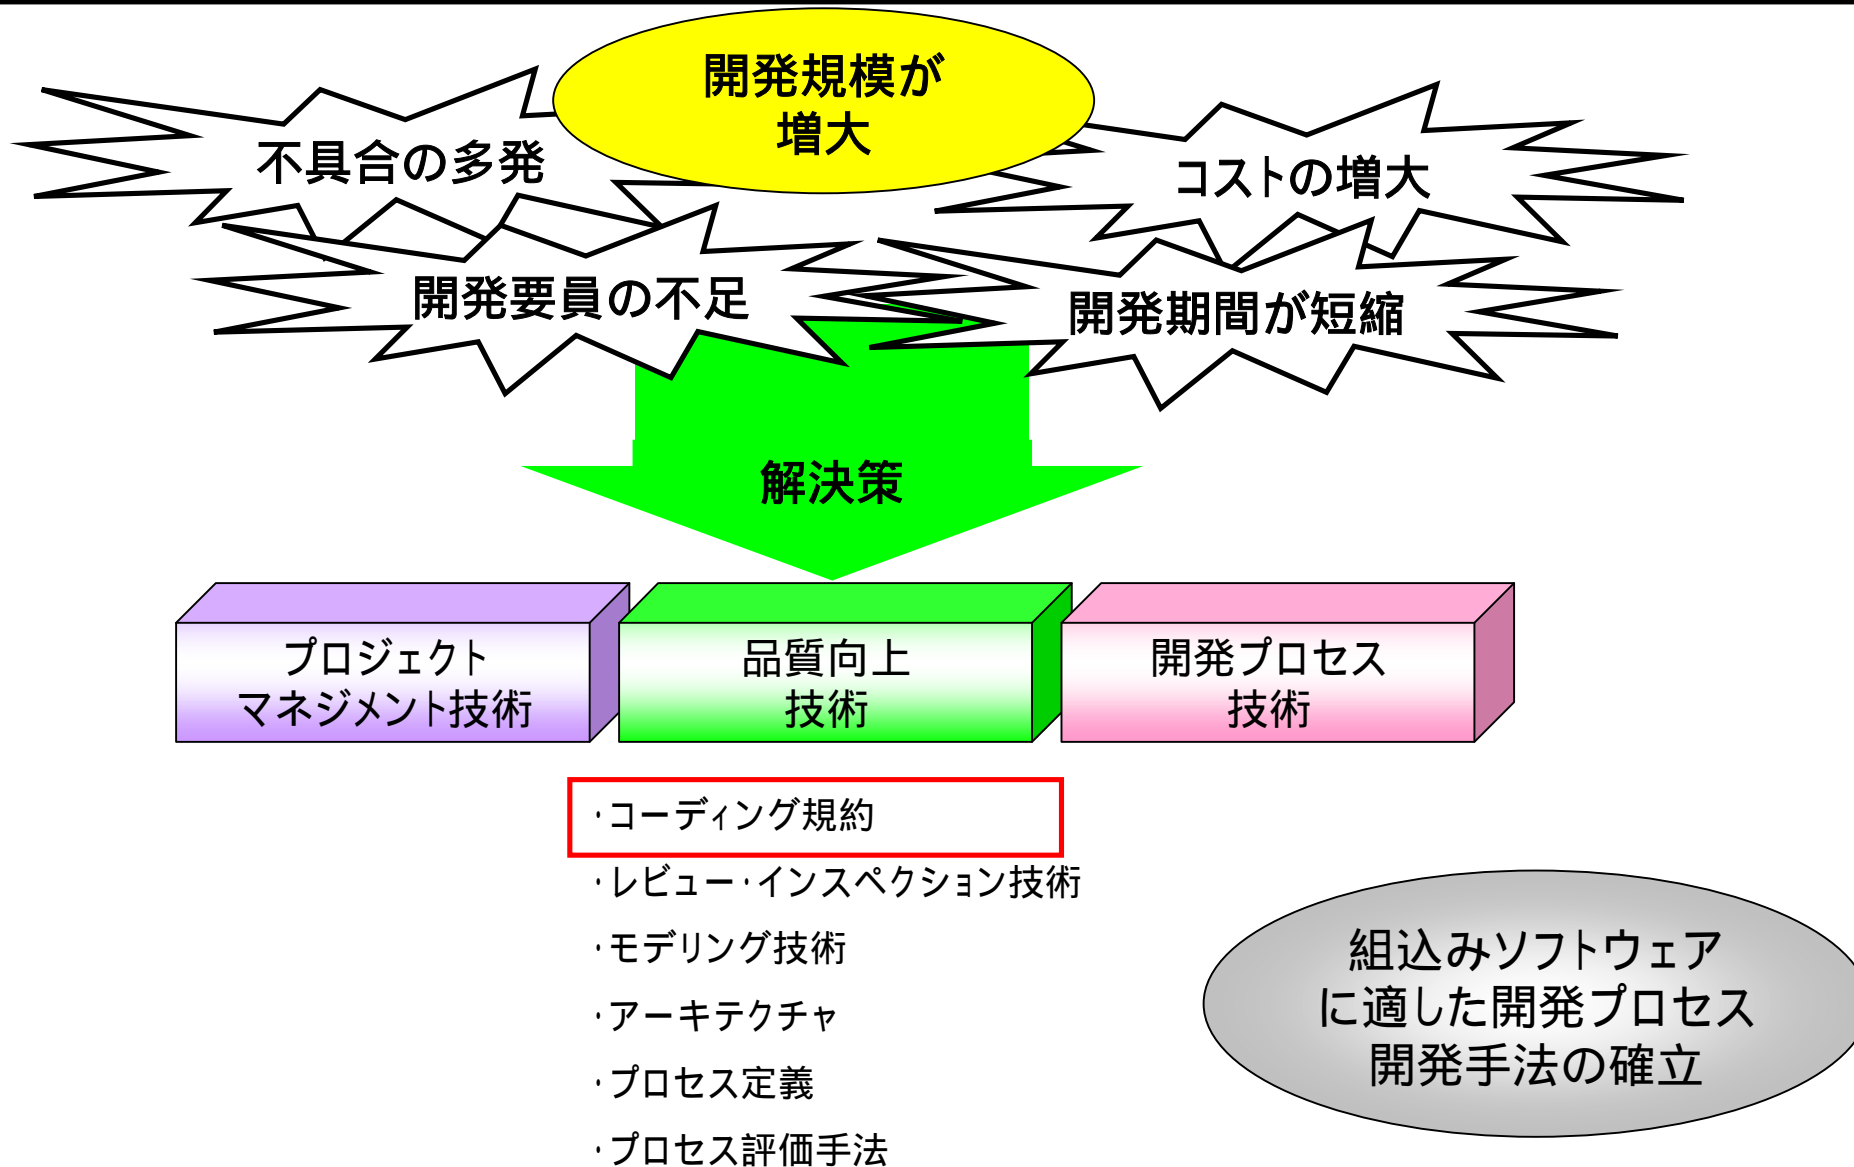 開発規模が
増大
不具合の多発
コストの増大
開発要員の不足
開発期間が短縮
解決策
プロジェクト
マネジメント技術
品質向上
技術
開発プロセス
技術
・コーディング規約
・レビュー・インスペクション技術
・モデリング技術
・アーキテクチャ
・プロセス定義
・プロセス評価手法
組込みソフトウェア
に適した開発プロセス
開発手法の確立